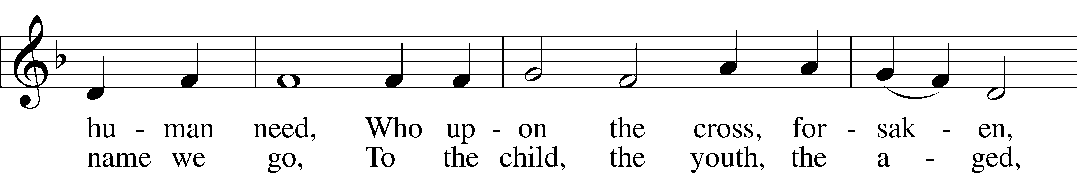 hu - man need, Who up - on the cross, for - sak - en,
name we go, To the child, the youth, the a - ged,